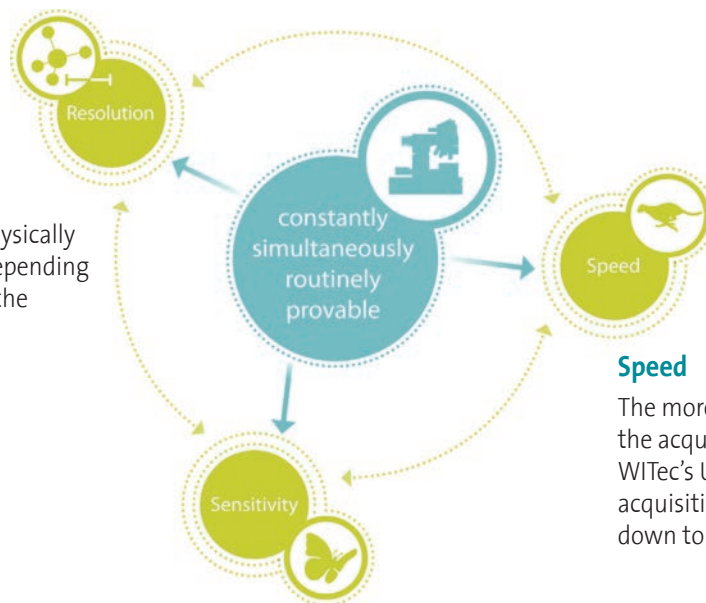 Resolution
constantly
simultaneously
routinely
provable
Speed
Sensitivity
ysically
epending
the
Speed
The more
the acqu
WITec’s U
acquisiti
down to